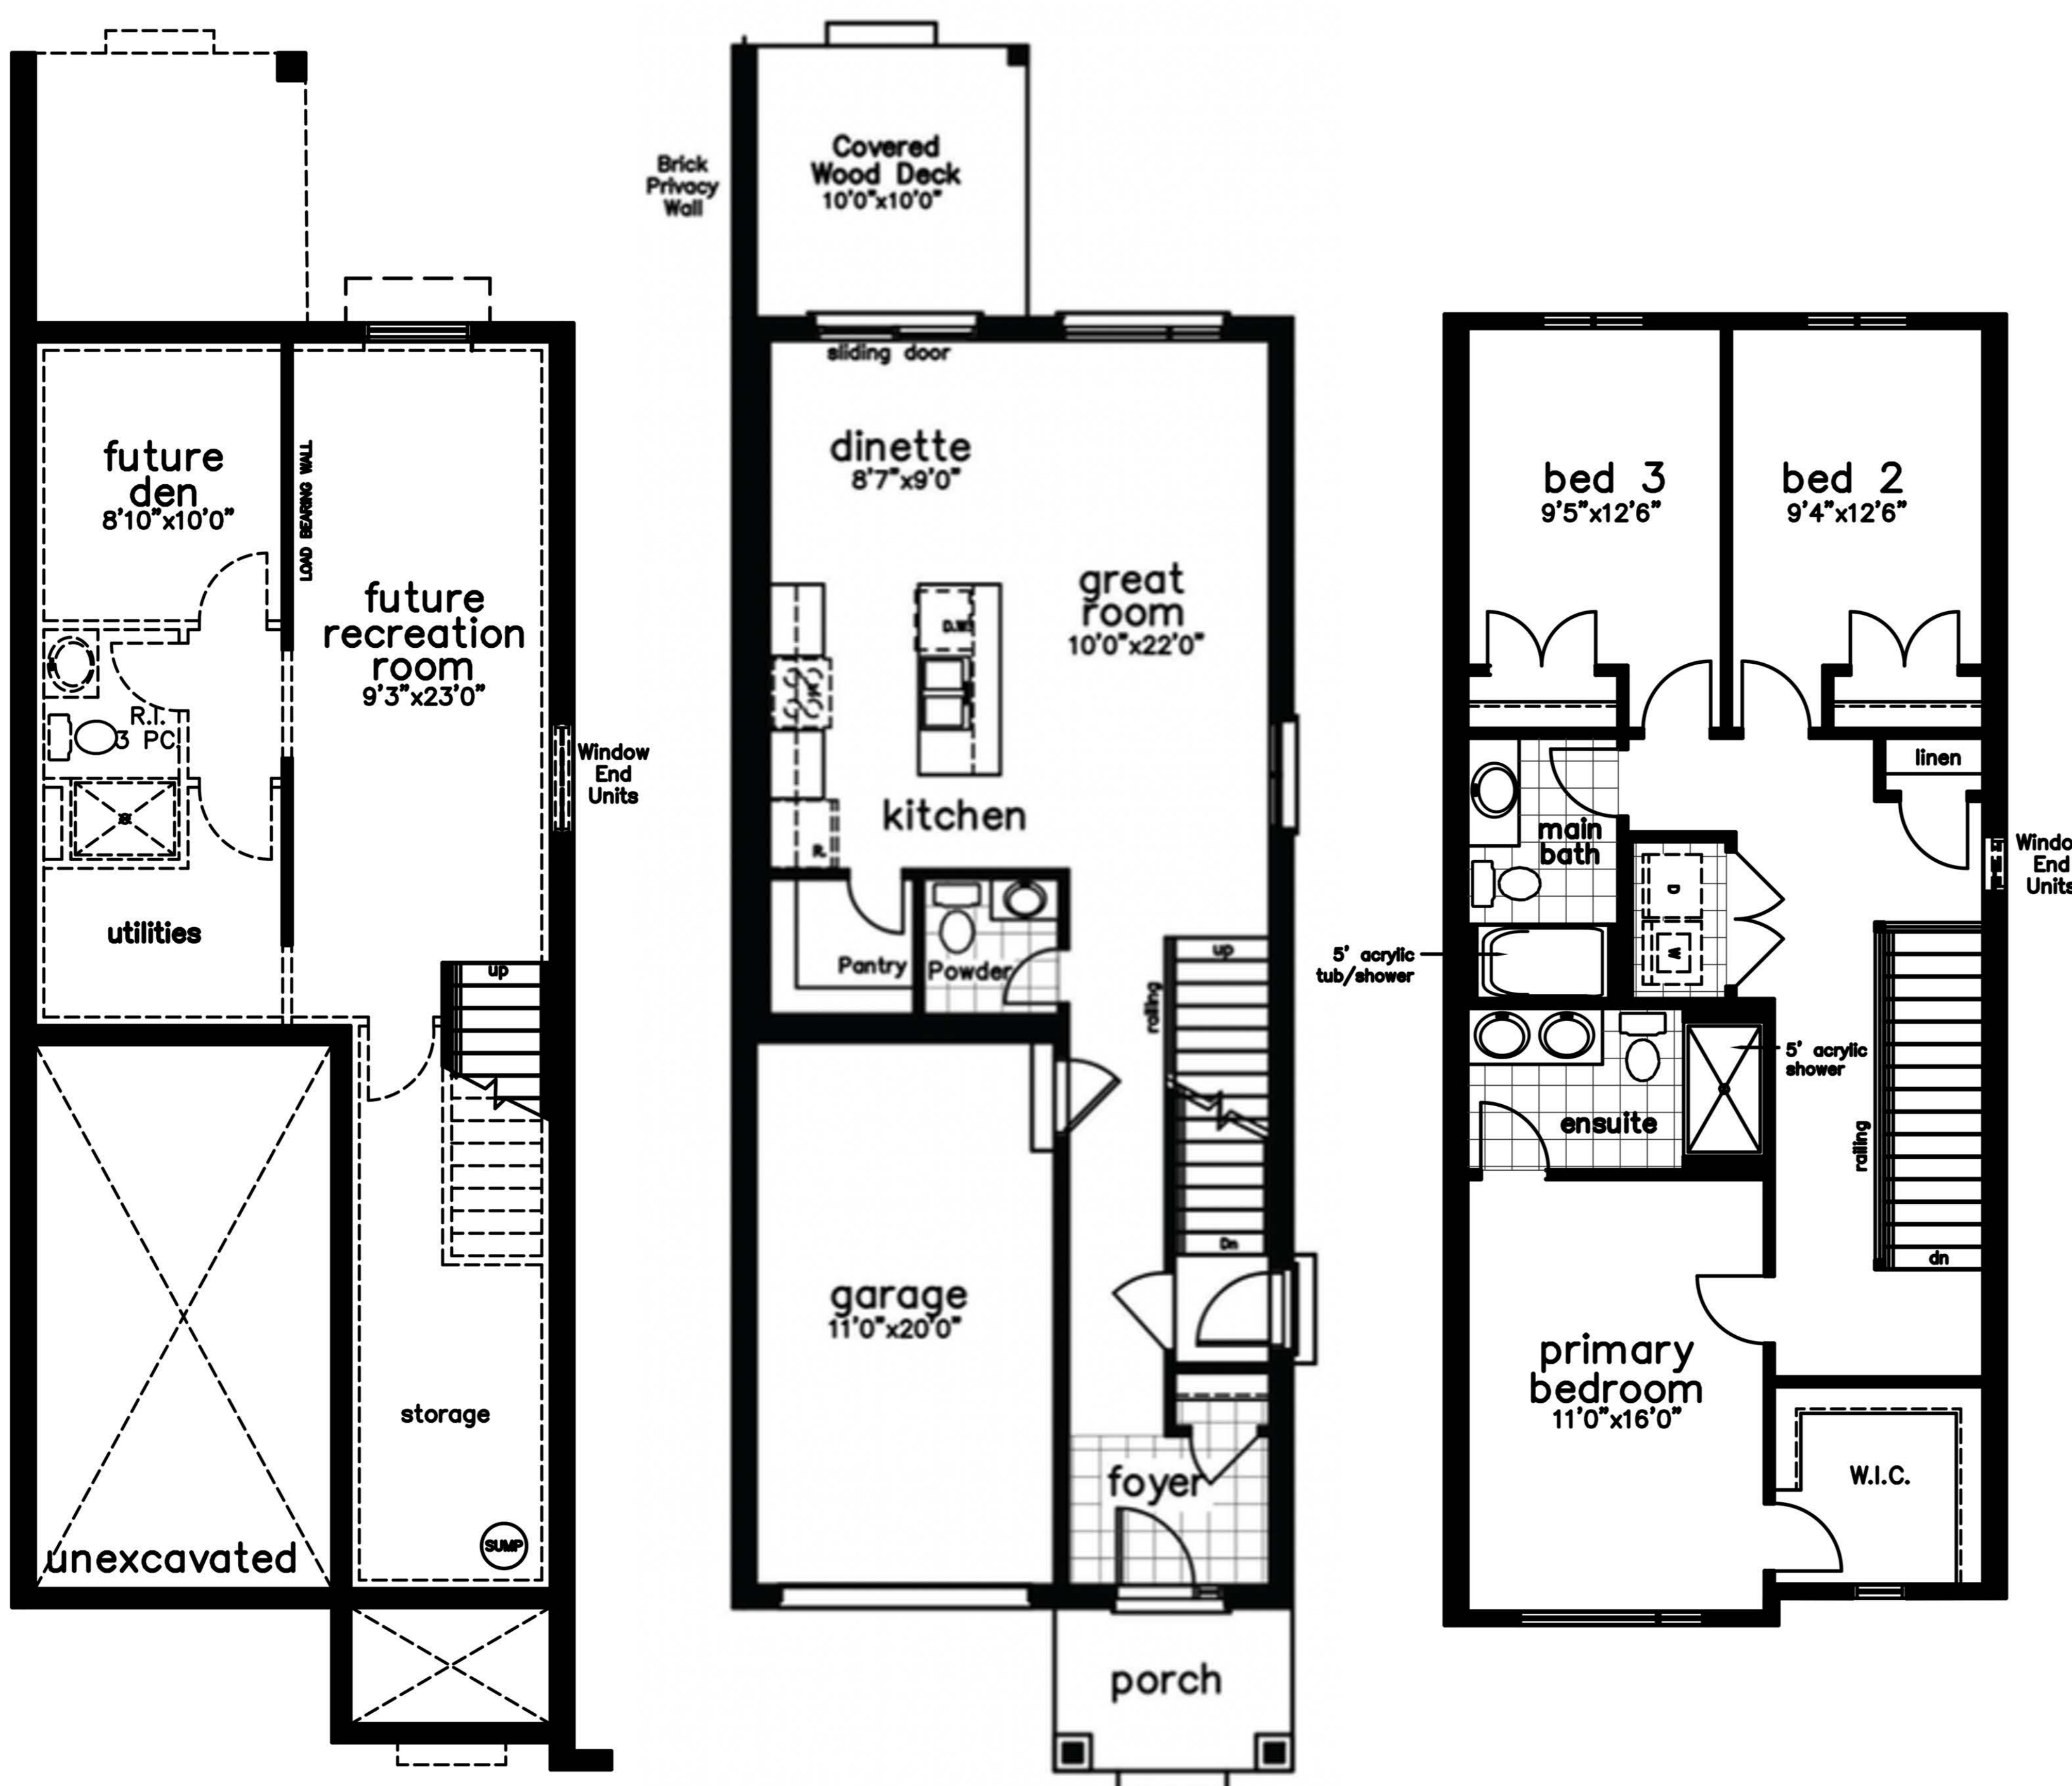 future
den
8'10"x10'0"
LOAD BEARING WALL
future
recreation
room
9'3"x23'0"
R.I.
3 PC.
Window
End
Units
utilities
up
storage
SUMP
unexcavated
Brick
Privacy
Wall
Covered
Wood Deck
10'0"x10'0"
sliding door
dinette
8'7"x9'0"
great
room
10'0"x22'0"
D.W.
kitchen
R.
Pantry
Powder
up
railing
Dn
garage
11'0"x20'0"
foyer
porch
bed 3
9'5"x12'6"
bed 2
9'4"x12'6"
linen
main
bath
D
W
Windo
End
Units
5' acrylic
tub/shower
5' acrylic
shower
ensuite
railing
dn
primary
bedroom
11'0"x16'0"
W.I.C.